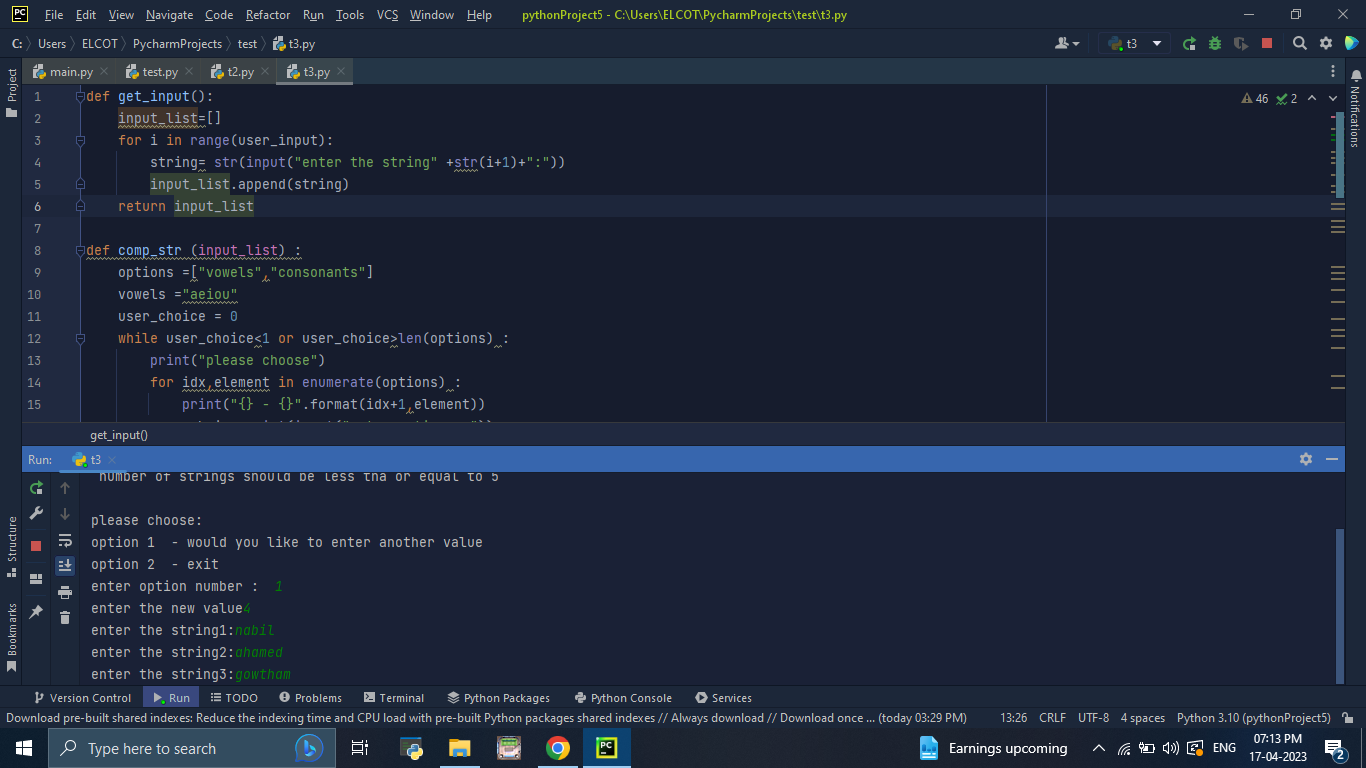 File Edit View Navigate Code Refactor Run Tools VCS Window Help pythonProject5 - C:\Users\ELCOT\PycharmProjects\test\t3.py
C: Users ELCOT PycharmProjects test t3.py t3
main.py test.py t2.py t3.py
Project
Notifications
46 2
1 def get_input():
2 input_list=[]
3 for i in range(user_input):
4 string= str(input("enter the string" +str(i+1)+":"))
5 input_list.append(string)
6 return input_list
7
8 def comp_str (input_list) :
9 options =["vowels","consonants"]
10 vowels ="aeiou"
11 user_choice = 0
12 while user_choice<1 or user_choice>len(options) :
13 print("please choose")
14 for idx,element in enumerate(options) :
15 print("{} - {}".format(idx+1,element))
get_input()
Run: t3
number of strings should be less tha or equal to 5
please choose:
option 1  - would you like to enter another value
option 2  - exit
enter option number :  1
enter the new value4
enter the string1:nabil
enter the string2:ahamed
enter the string3:gowtham
Structure
Bookmarks
Version Control Run TODO Problems Terminal Python Packages Python Console Services
Download pre-built shared indexes: Reduce the indexing time and CPU load with pre-built Python packages shared indexes // Always download // Download once ... (today 03:29 PM) 13:26 CRLF UTF-8 4 spaces Python 3.10 (pythonProject5)
Type here to search Earnings upcoming ENG 07:13 PM
17-04-2023 2